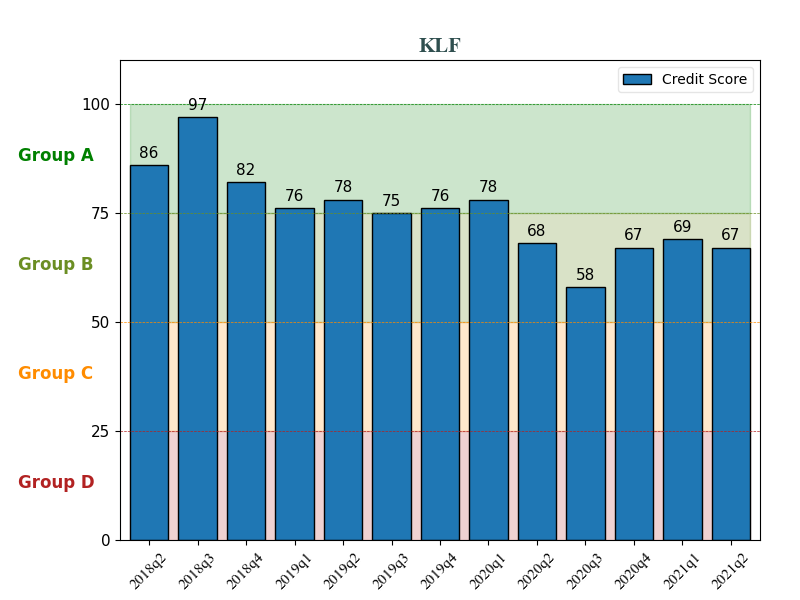 KLF
Credit Score
100
75
50
25
0
Group A
Group B
Group C
Group D
86
97
82
76
78
75
76
78
68
58
67
69
67
2018q2
2018q3
2018q4
2019q1
2019q2
2019q3
2019q4
2020q1
2020q2
2020q3
2020q4
2021q1
2021q2